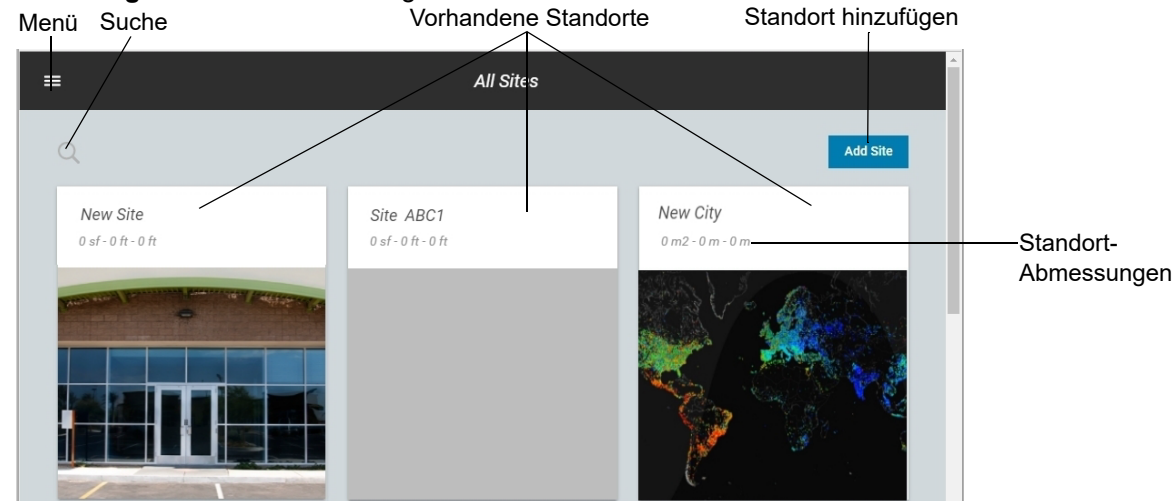 Menü Suche Vorhandene Standorte Standort hinzufügen
All Sites
Add Site
New Site
0 sf - 0 ft - 0 ft
Site ABC1
0 sf - 0 ft - 0 ft
New City
0 m2 - 0 m - 0 m
Standort-
Abmessungen